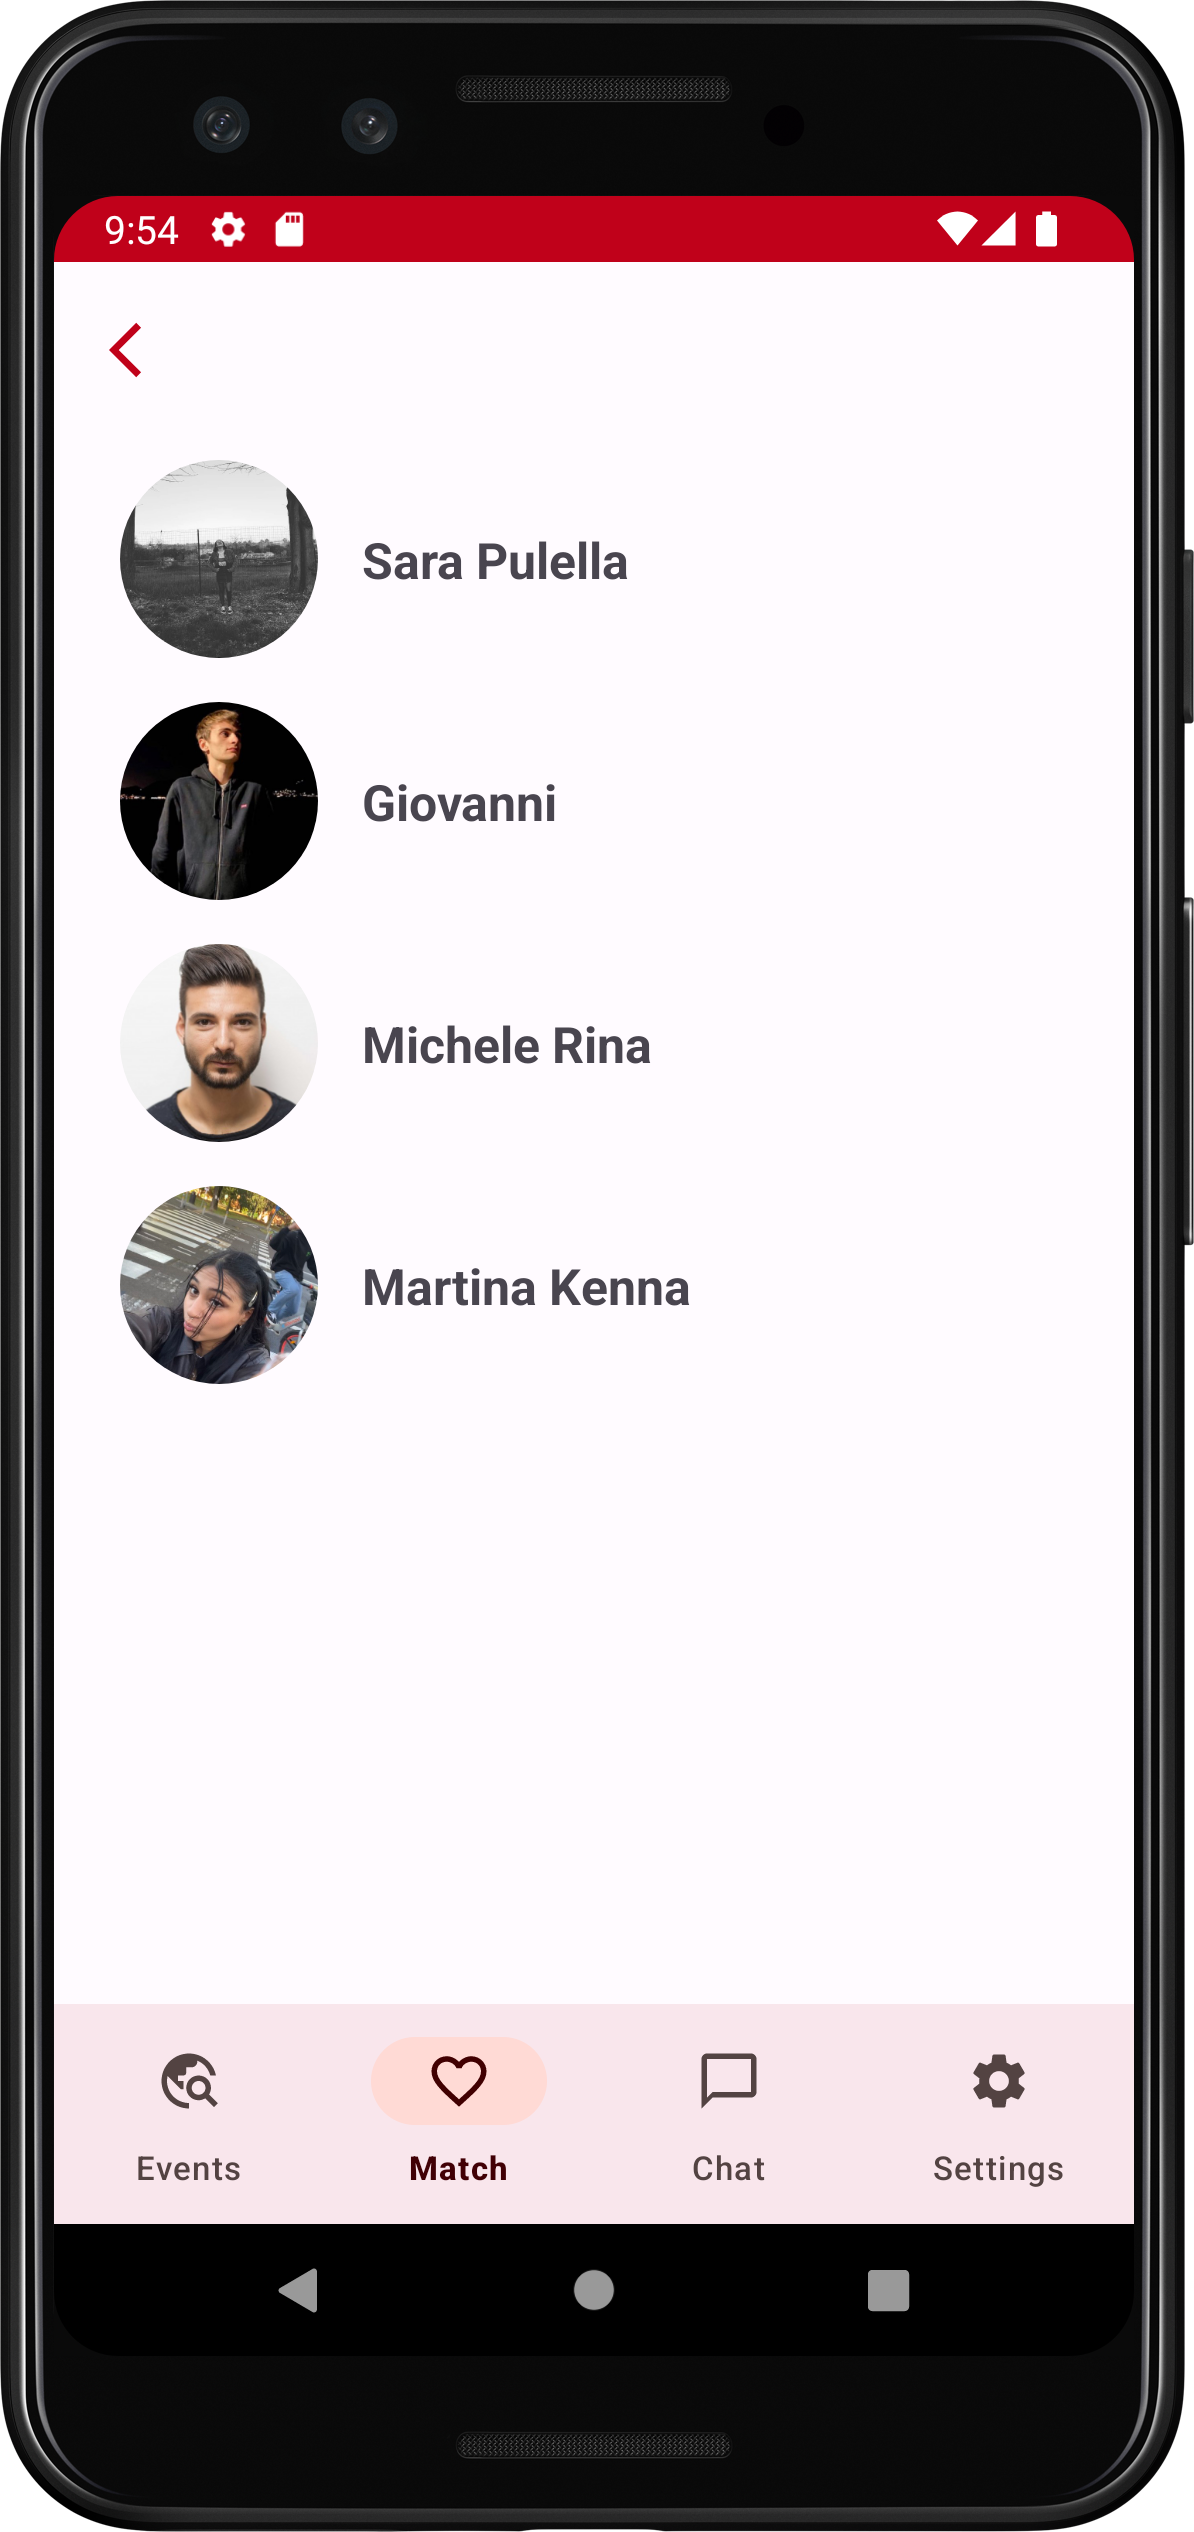 9:54
Sara Pulella
Giovanni
Michele Rina
Martina Kenna
Events Match Chat Settings